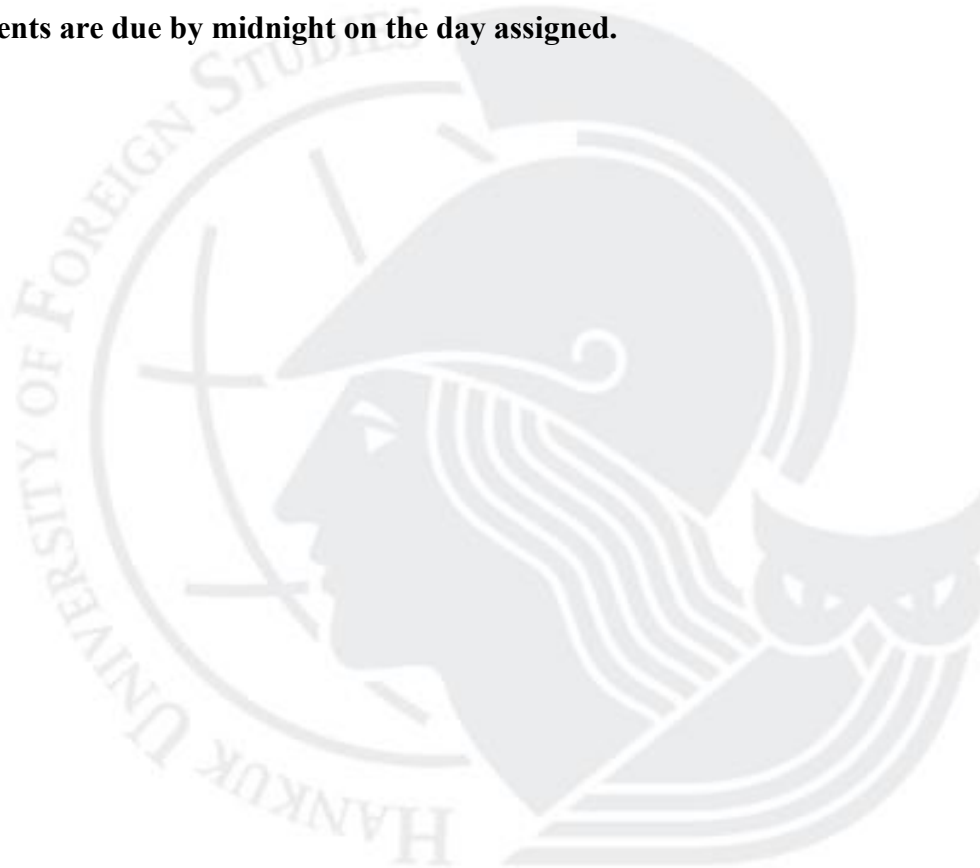 ents are due by midnight on the day assigned.
HANKUK UNIVERSITY OF FOREIGN STUDIES